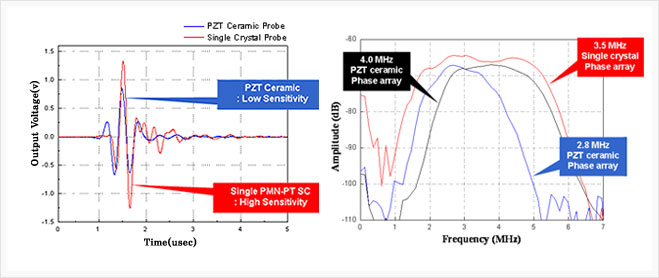 PZT Ceramic Probe
Single Crystal Probe
Output Voltage(v)
1.5
1.0
0.5
0.0
-0.5
-1.0
-1.5
PZT Ceramic
: Low Sensitivity
Single PMN-PT SC
: High Sensitivity
0 1 2 3 4 5
Time(usec)
Amplitude (dB)
-60
-70
-80
-90
-100
-110
4.0 MHz
PZT ceramic
Phase array
3.5 MHz
Single crystal
Phase array
2.8 MHz
PZT ceramic
Phase array
0 1 2 3 4 5 6 7
Frequency (MHz)